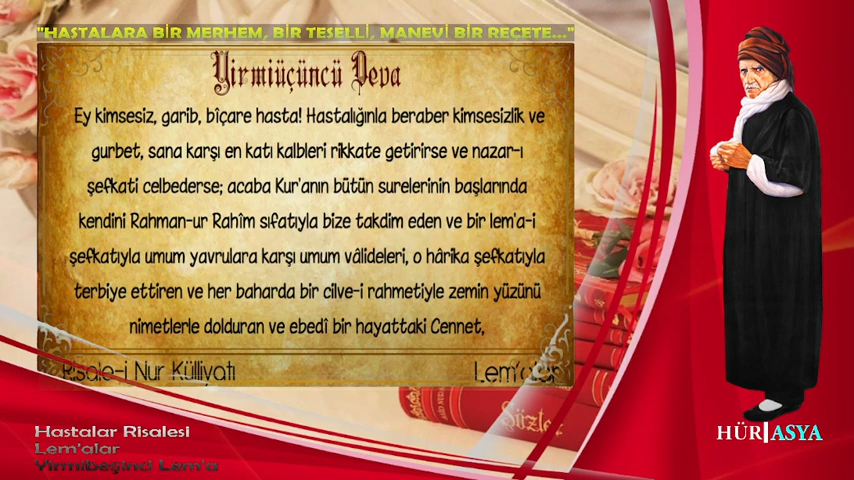 "HASTALARA BİR MERHEM, BİR TESELLİ, MANEVİ BİR REÇETE..."
Yirmiüçüncü Deva
Ey kimsesiz, garib, bîçare hasta! Hastalığınla beraber kimsesizlik ve
gurbet, sana karşı en katı kalbleri rikkate getirirse ve nazar-ı
şefkati celbederse; acaba Kur'anın bütün surelerinin başlarında
kendini Rahman-ur Rahîm sıfatıyla bize takdim eden ve bir lem'a-i
şefkatıyla umum yavrulara karşı umum vâlideleri, o hârika şefkatıyla
terbiye ettiren ve her baharda bir cilve-i rahmetiyle zemin yüzünü
nimetlerle dolduran ve ebedî bir hayattaki Cennet,
Risale-i Nur Külliyatı
Lem'alar
Sözler
Hastalar Risalesi
Lem'alar
Yirmibeşinci Lem'a
HÜR ASYA